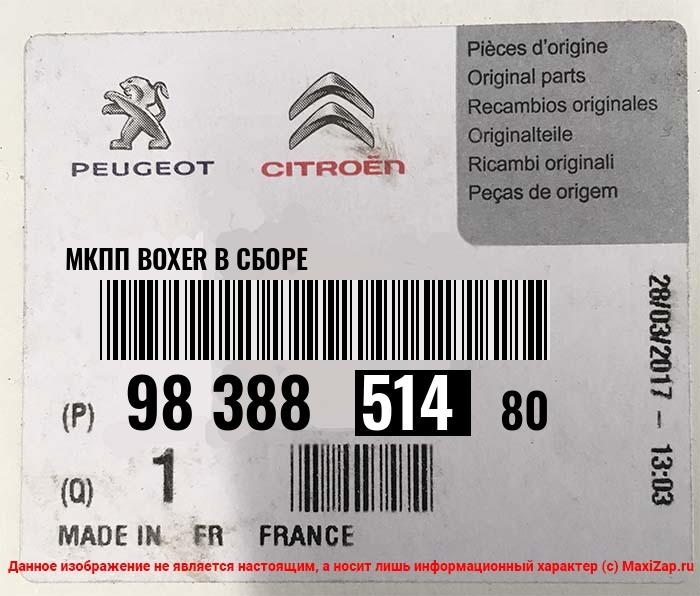 PEUGEOT
CITROËN
Pièces d'origine
Original parts
Recambios originales
Originalteile
Ricambi originali
Peças de origem
МКПП BOXER В СБОРЕ
(P) 98 388 514 80
(Q) 1
MADE IN FR FRANCE
28/03/2017 - 13:03
Данное изображение не является настоящим, а носит лишь информационный характер (c) MaxiZap.ru